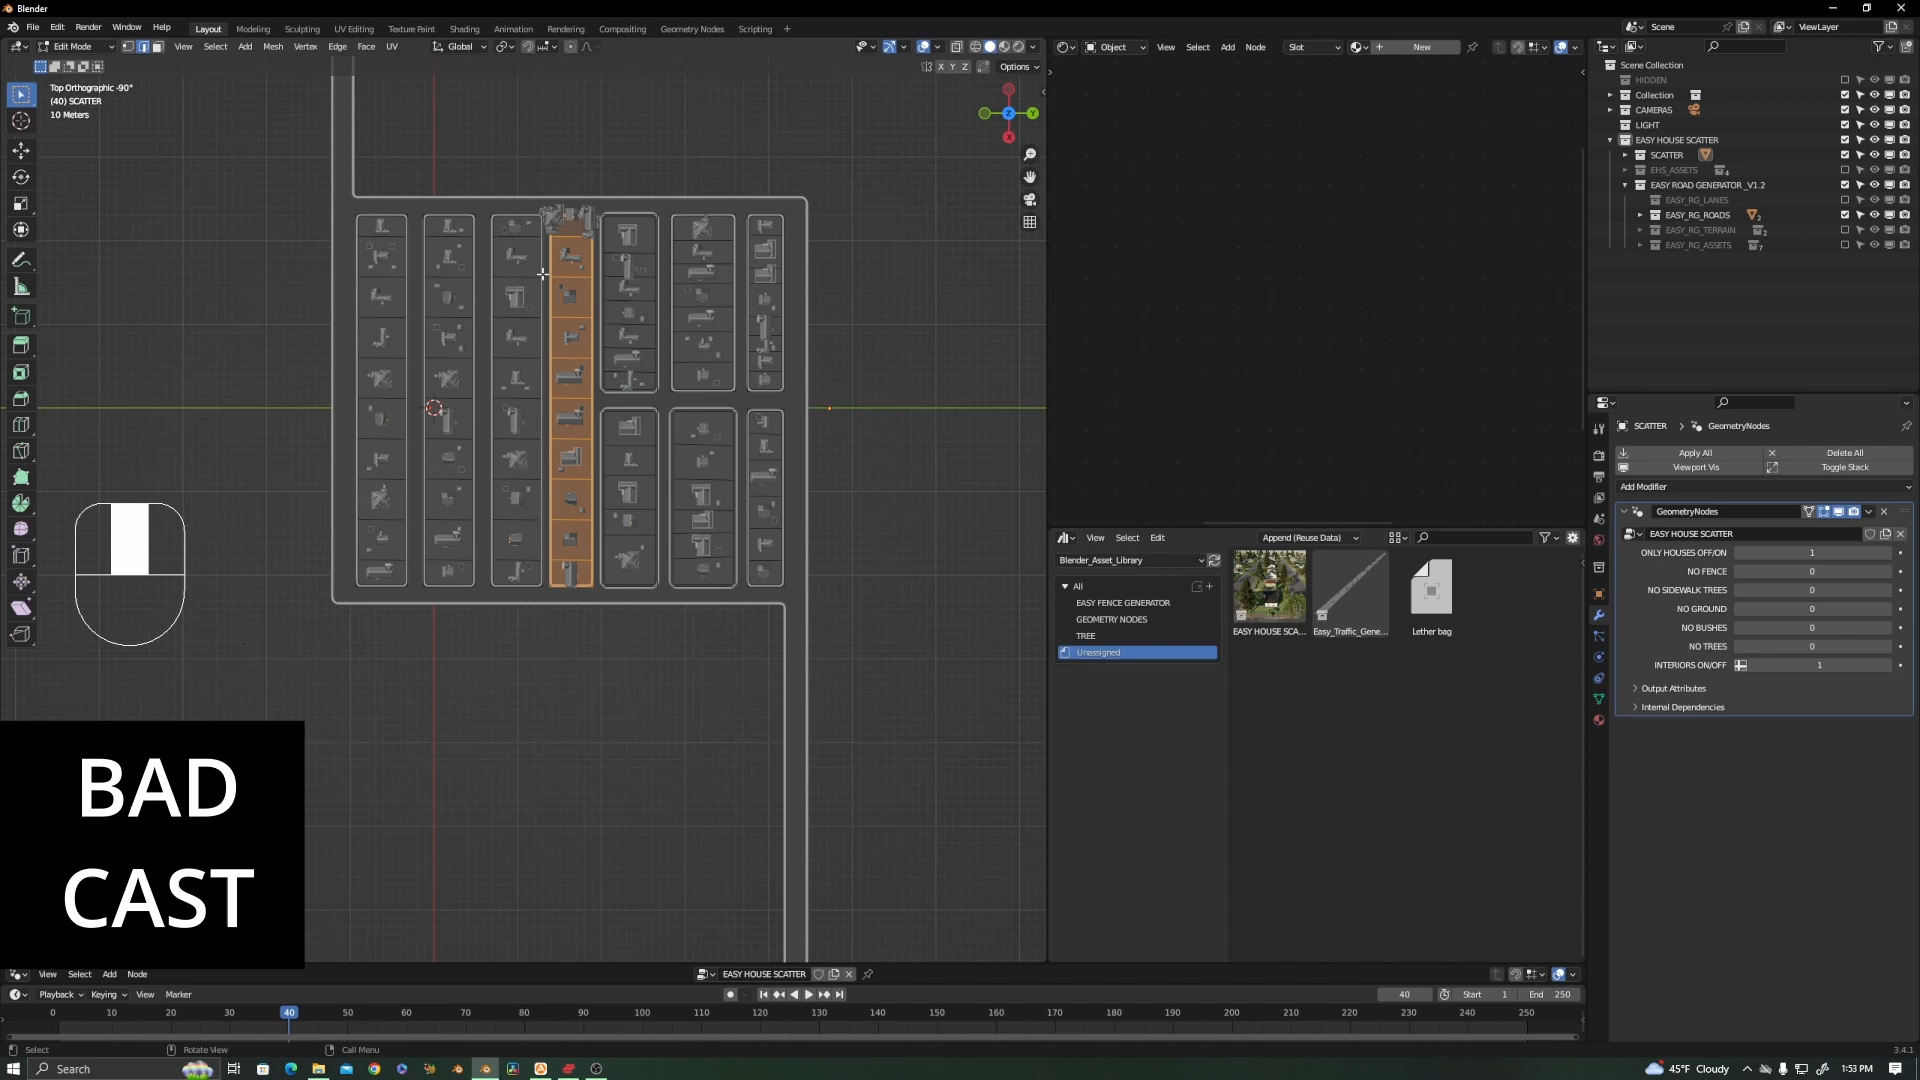 Blender
File Edit Render Window Help
Layout Modeling Sculpting UV Editing Texture Paint Shading Animation Rendering Compositing Geometry Nodes Scripting +
Scene
ViewLayer
Edit Mode
View Select Add Mesh Vertex Edge Face UV
Global
X Y Z
Options
Top Orthographic -90°
(40) SCATTER
10 Meters
Z
Y
X
BAD
CAST
Object
View Select Add Node
Slot
New
View Select Edit
Append (Reuse Data)
Blender_Asset_Library
All
EASY FENCE GENERATOR
GEOMETRY NODES
TREE
Unassigned
EASY HOUSE SCA...
Easy_Traffic_Gene...
Lether bag
Scene Collection
HIDDEN
Collection
CAMERAS
LIGHT
EASY HOUSE SCATTER
SCATTER
EHS_ASSETS 4
EASY ROAD GENERATOR _V1.2
EASY_RG_LANES
EASY_RG_ROADS 2
EASY_RG_TERRAIN 2
EASY_RG_ASSETS 7
SCATTER > GeometryNodes
Apply All
Delete All
Viewport Vis
Toggle Stack
Add Modifier
GeometryNodes
EASY HOUSE SCATTER
ONLY HOUSES OFF/ON 1
NO FENCE 0
NO SIDEWALK TREES 0
NO GROUND 0
NO BUSHES 0
NO TREES 0
INTERIORS ON/OFF 1
Output Attributes
Internal Dependencies
View Select Add Node
EASY HOUSE SCATTER
Playback Keying View Marker
40
Start 1
End 250
0 10 20 30 40 50 60 70 80 90 100 110 120 130 140 150 160 170 180 190 200 210 220 230 240 250
Select
Rotate View
Call Menu
3.4.1
Search
45°F Cloudy
1:53 PM